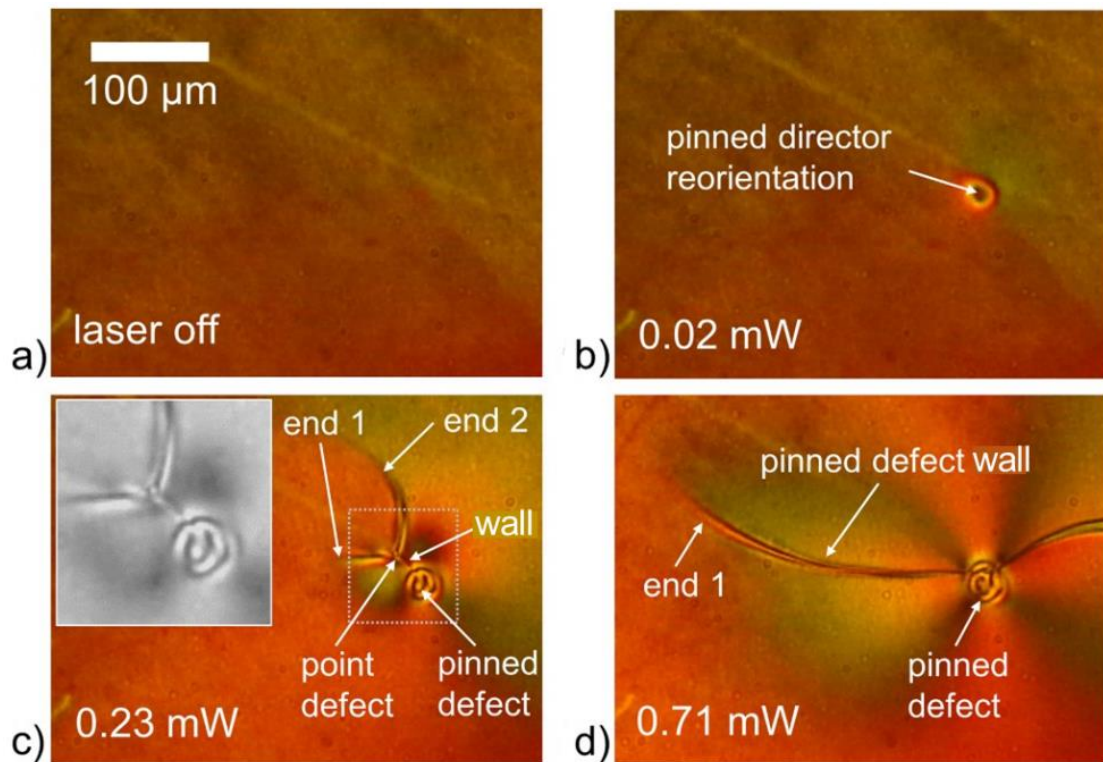 100 µm
laser off
a)
pinned director
reorientation
0.02 mW
b)
end 1
end 2
wall
point
defect
pinned
defect
0.23 mW
c)
pinned defect wall
end 1
pinned
defect
0.71 mW
d)